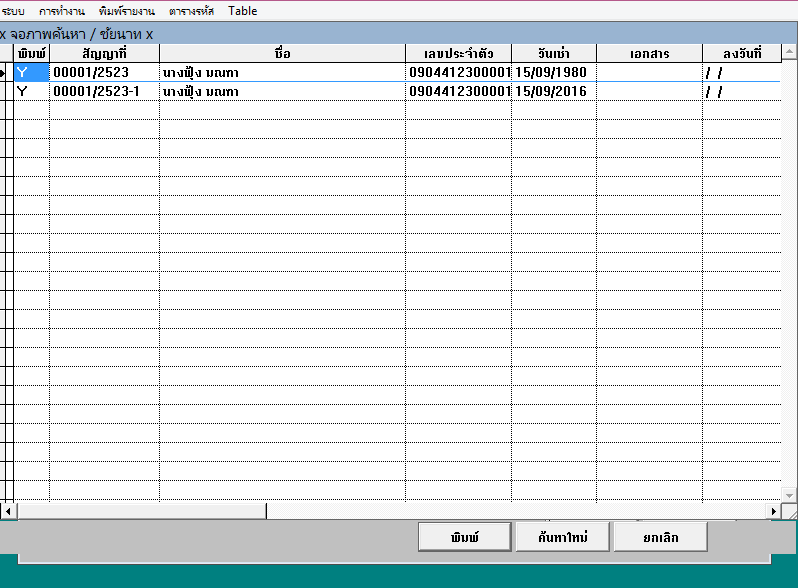 ระบบ การทำงาน พิมพ์รายงาน ตารางรหัส Table
x จอภาพค้นหา / ชัยนาท x
พิมพ์ สัญญาที่ ชื่อ เลขประจำตัว วันเช่า เอกสาร ลงวันที่
Y 00001/2523 นางฟุ้ง มณฑา 0904412300001 15/09/1980 / /
Y 00001/2523-1 นางฟุ้ง มณฑา 0904412300001 15/09/2016 / /
พิมพ์ ค้นหาใหม่ ยกเลิก